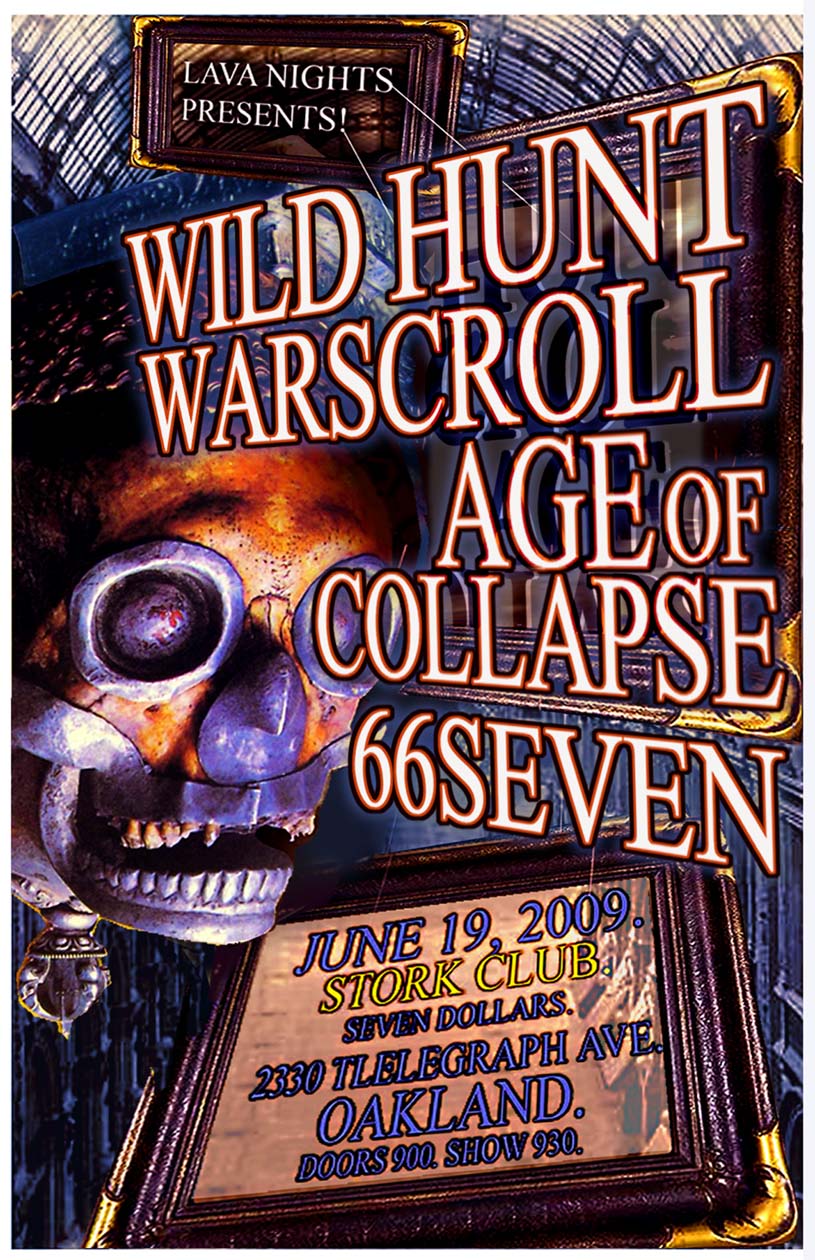 LAVA NIGHTS
PRESENTS!
WILD HUNT
WARSCROLL
AGE OF
COLLAPSE
66SEVEN
JUNE 19, 2009.
STORK CLUB.
SEVEN DOLLARS.
2330 TLELEGRAPH AVE.
OAKLAND.
DOORS 900. SHOW 930.